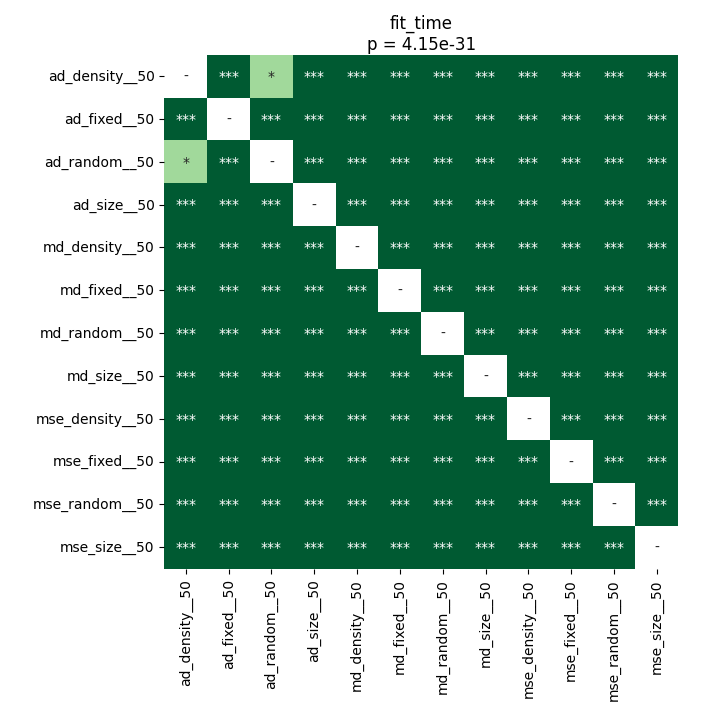 fit_time
p = 4.15e-31
ad_density__50 - *** * *** *** *** *** *** *** *** *** ***
ad_fixed__50 *** - *** *** *** *** *** *** *** *** *** ***
ad_random__50 * *** - *** *** *** *** *** *** *** *** ***
ad_size__50 *** *** *** - *** *** *** *** *** *** *** ***
md_density__50 *** *** *** *** - *** *** *** *** *** *** ***
md_fixed__50 *** *** *** *** *** - *** *** *** *** *** ***
md_random__50 *** *** *** *** *** *** - *** *** *** *** ***
md_size__50 *** *** *** *** *** *** *** - *** *** *** ***
mse_density__50 *** *** *** *** *** *** *** *** - *** *** ***
mse_fixed__50 *** *** *** *** *** *** *** *** *** - *** ***
mse_random__50 *** *** *** *** *** *** *** *** *** *** - ***
mse_size__50 *** *** *** *** *** *** *** *** *** *** *** -
ad_density__50
ad_fixed__50
ad_random__50
ad_size__50
md_density__50
md_fixed__50
md_random__50
md_size__50
mse_density__50
mse_fixed__50
mse_random__50
mse_size__50